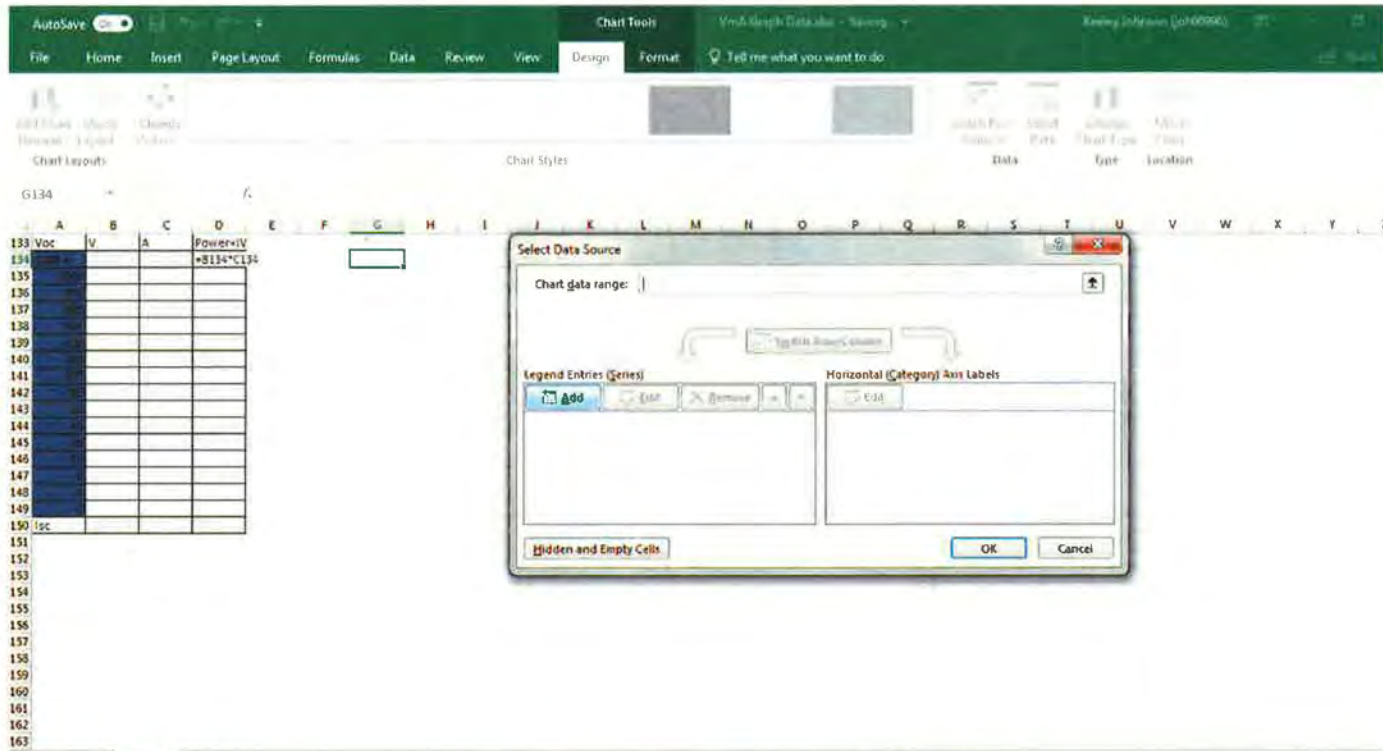 AutoSave On Chart Tools
File Home Insert Page Layout Formulas Data Review View Design Format Tell me what you want to do
Chart Layouts Chart Styles Data Type Location
G134
A B C D E F G H I J K L M N O P Q R S T U V W X Y
133 Voc V A Power=IV
134 =B134*C134
Select Data Source
135
Chart data range:
136
137
138
139
Switch Row/Column
140
141
Legend Entries (Series) Horizontal (Category) Axis Labels
142
Add Edit Remove Edit
143
144
145
146
147
148
149
150 Isc
151
Hidden and Empty Cells OK Cancel
152
153
154
155
156
157
158
159
160
161
162
163